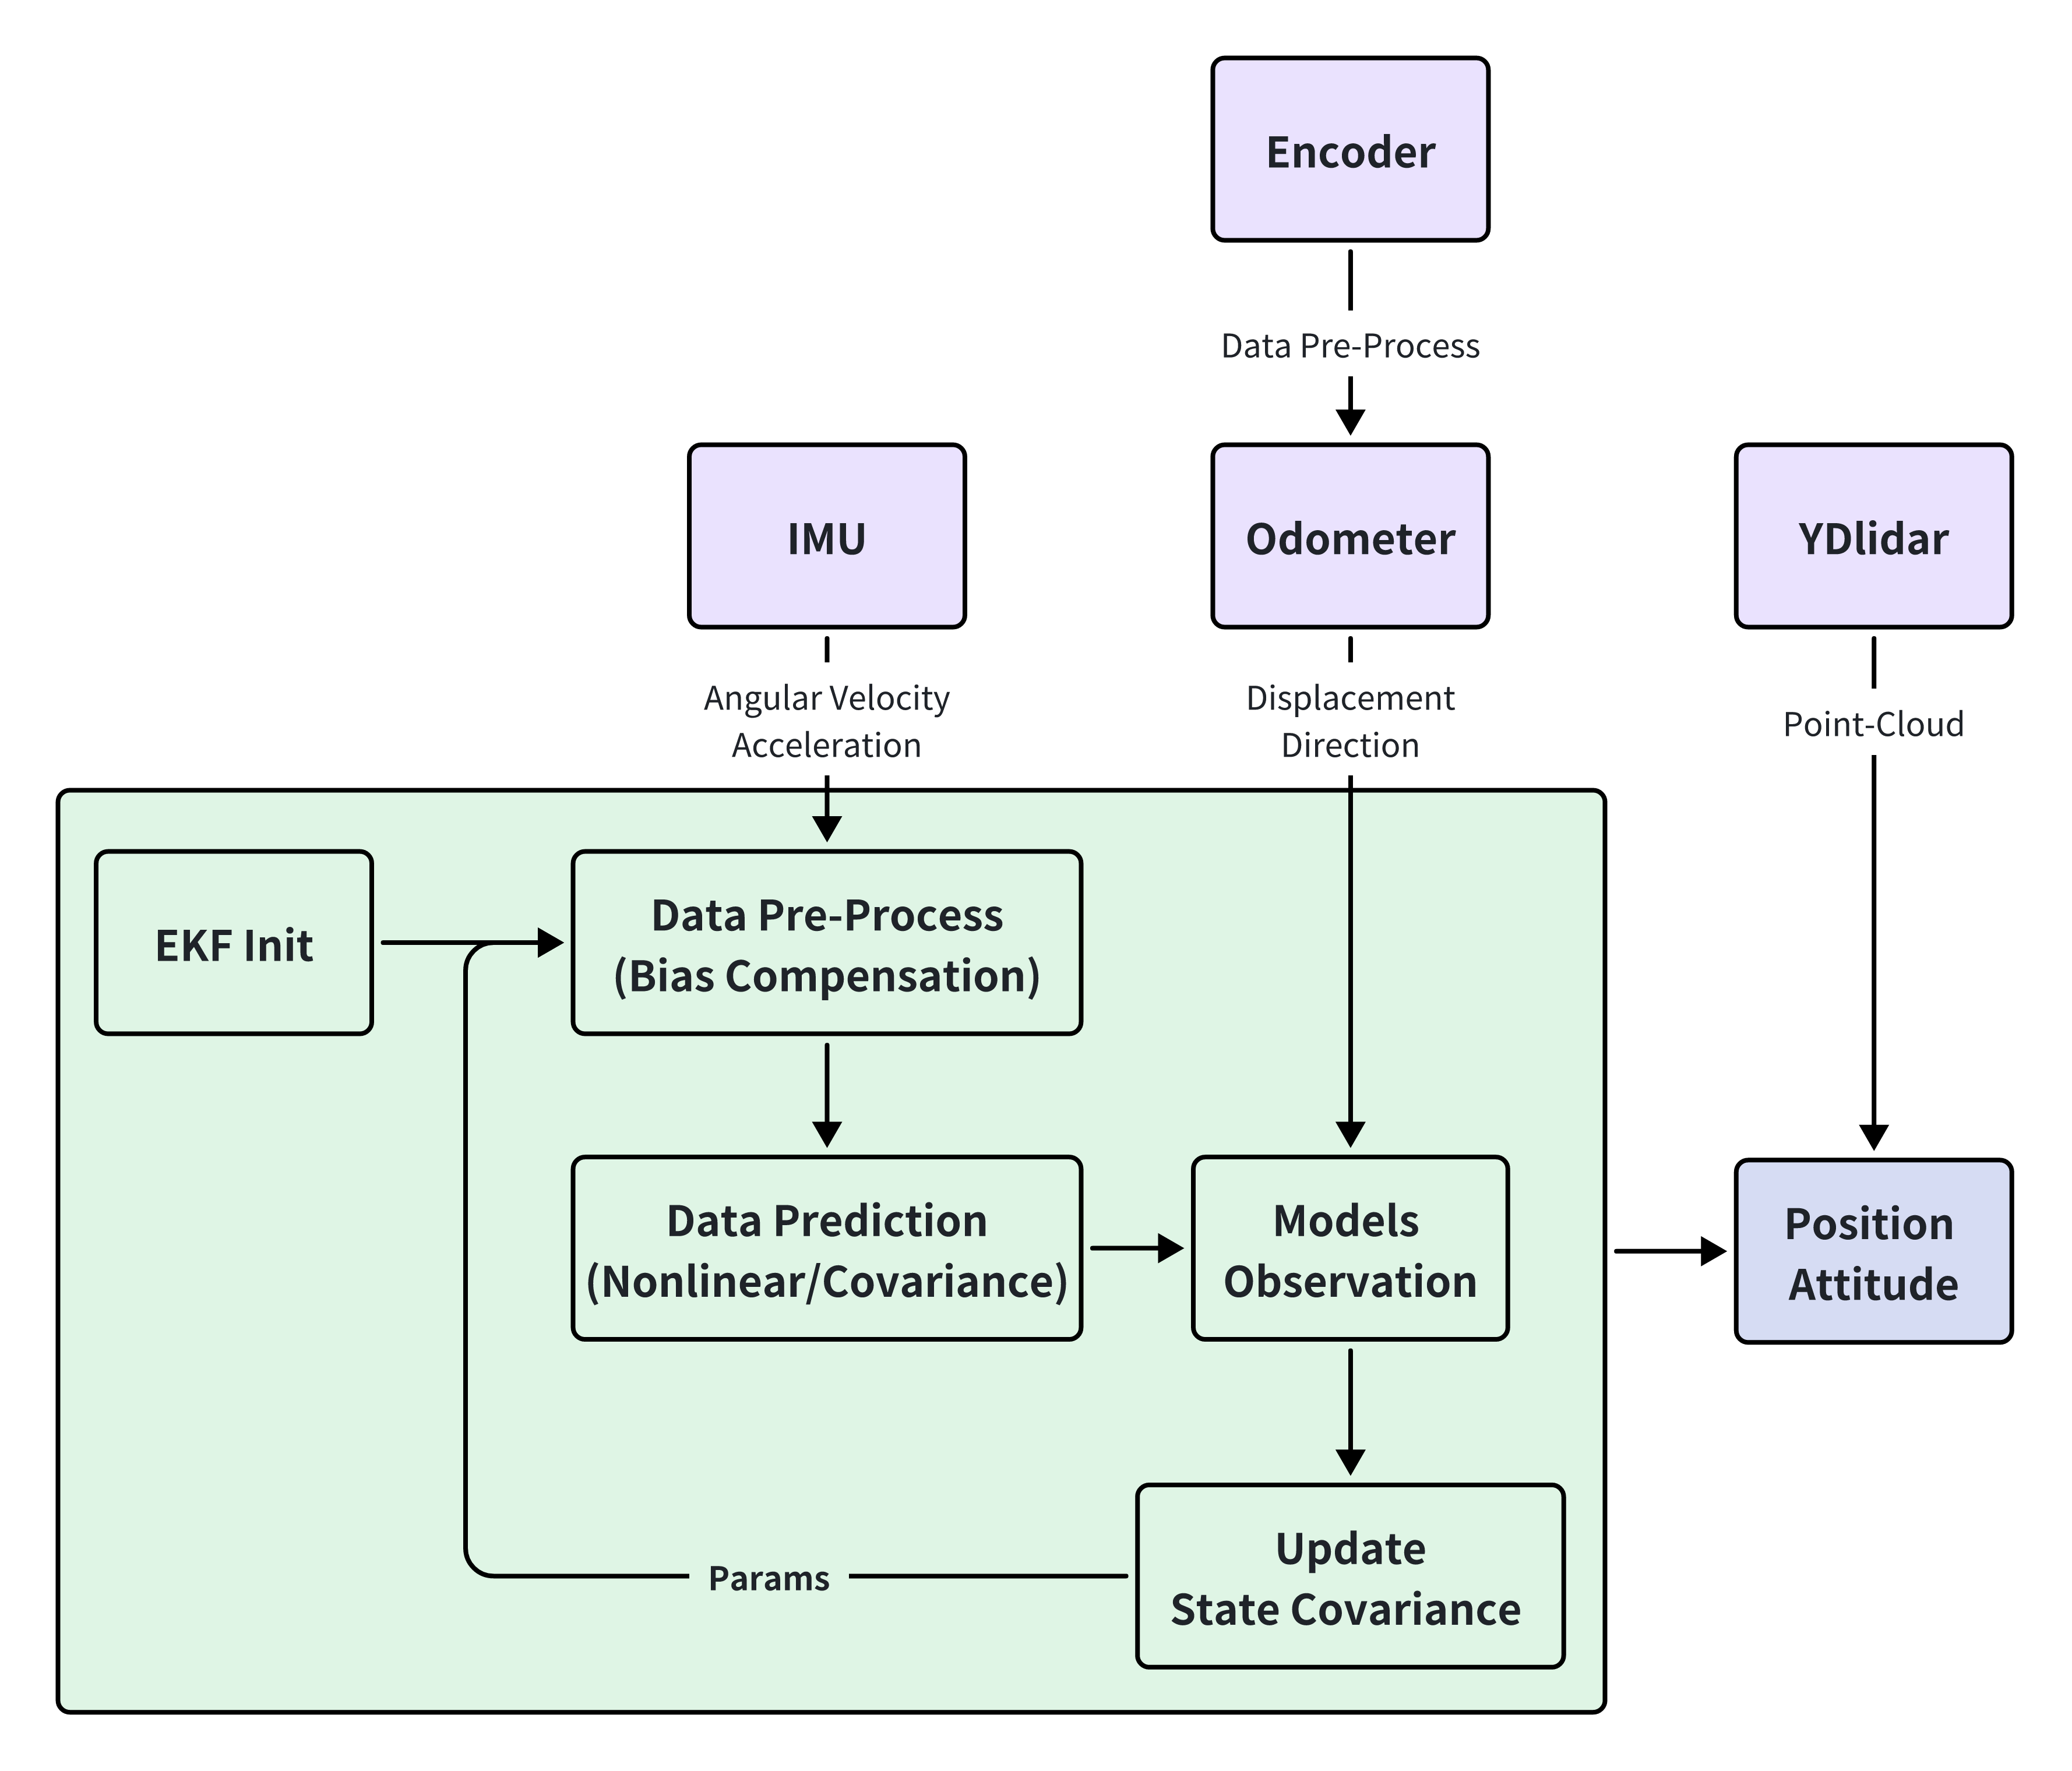 Encoder
Data Pre-Process
IMU
Odometer
YDlidar
Angular Velocity
Acceleration
Displacement
Direction
Point-Cloud
EKF Init
Data Pre-Process
(Bias Compensation)
Data Prediction
(Nonlinear/Covariance)
Models
Observation
Position
Attitude
Update
State Covariance
Params